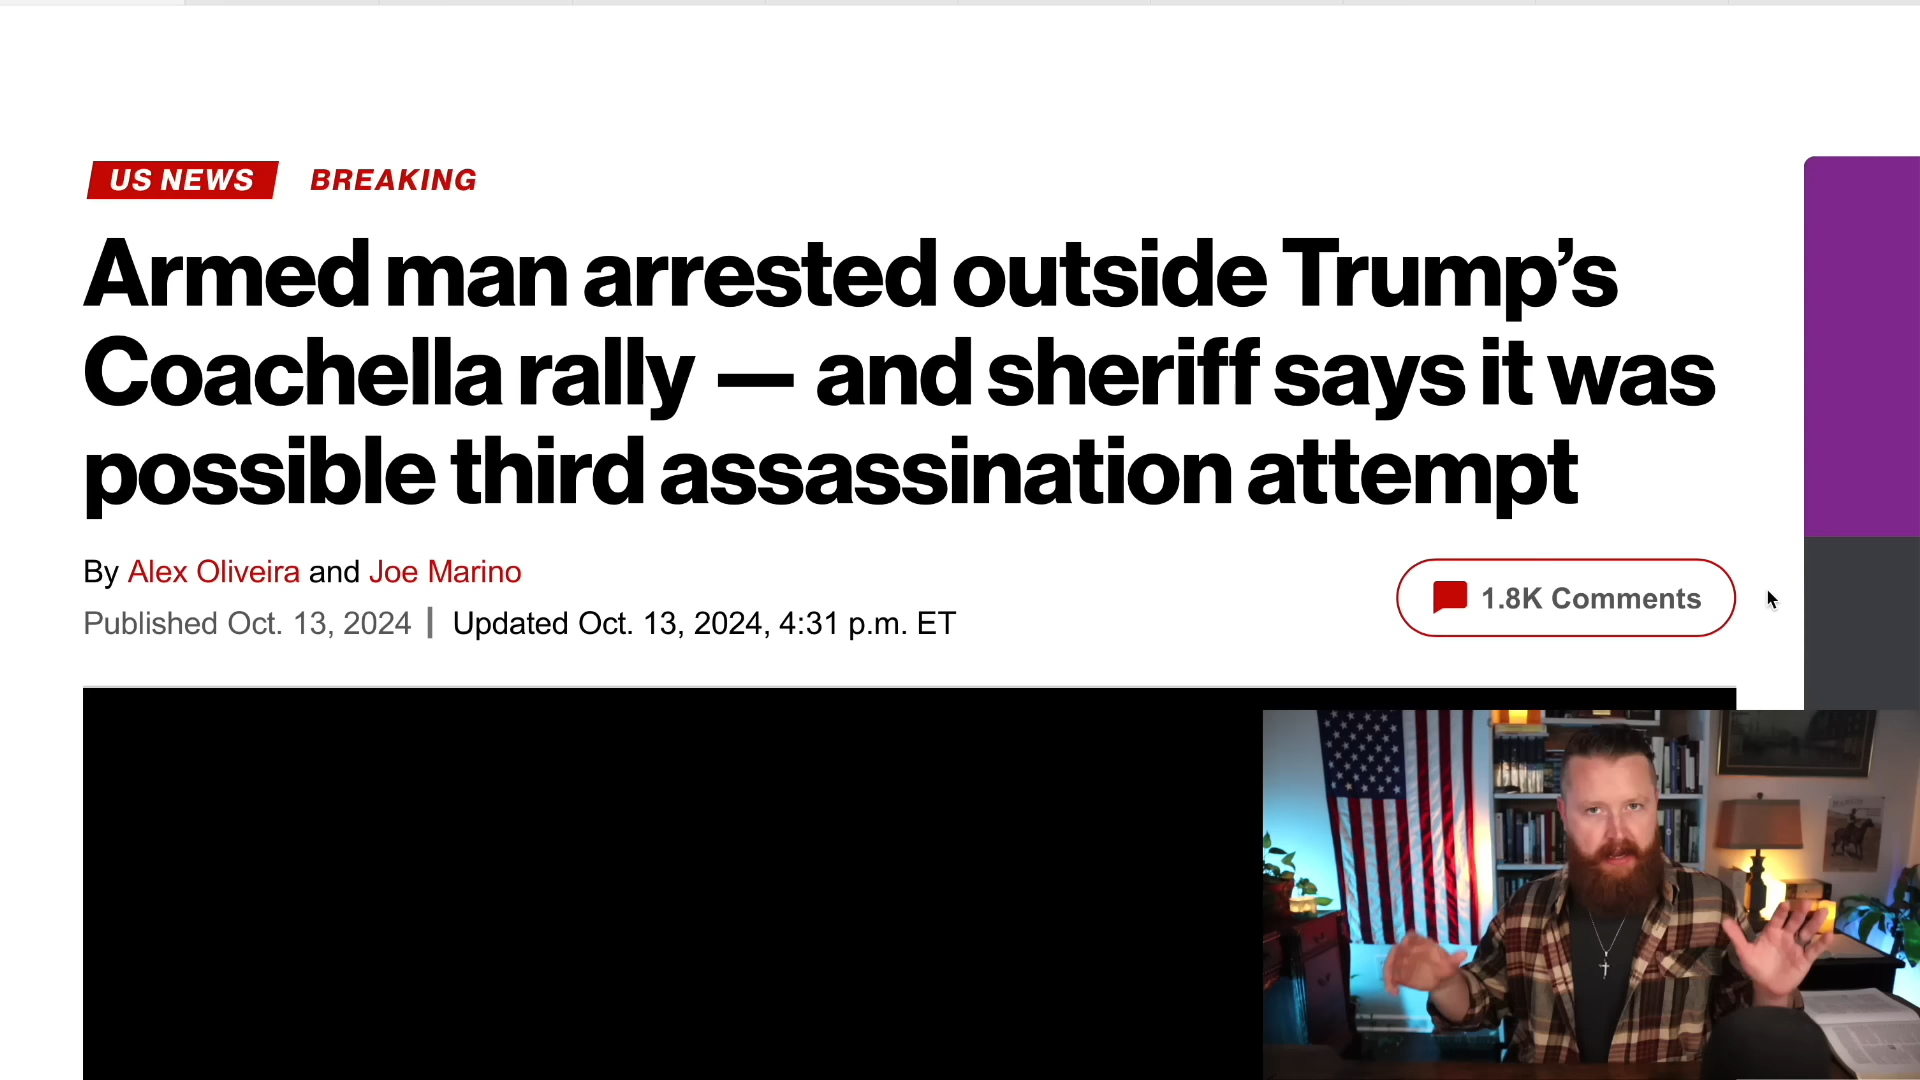 US NEWS BREAKING
Armed man arrested outside Trump’s
Coachella rally — and sheriff says it was
possible third assassination attempt
By Alex Oliveira and Joe Marino
Published Oct. 13, 2024 | Updated Oct. 13, 2024, 4:31 p.m. ET
1.8K Comments